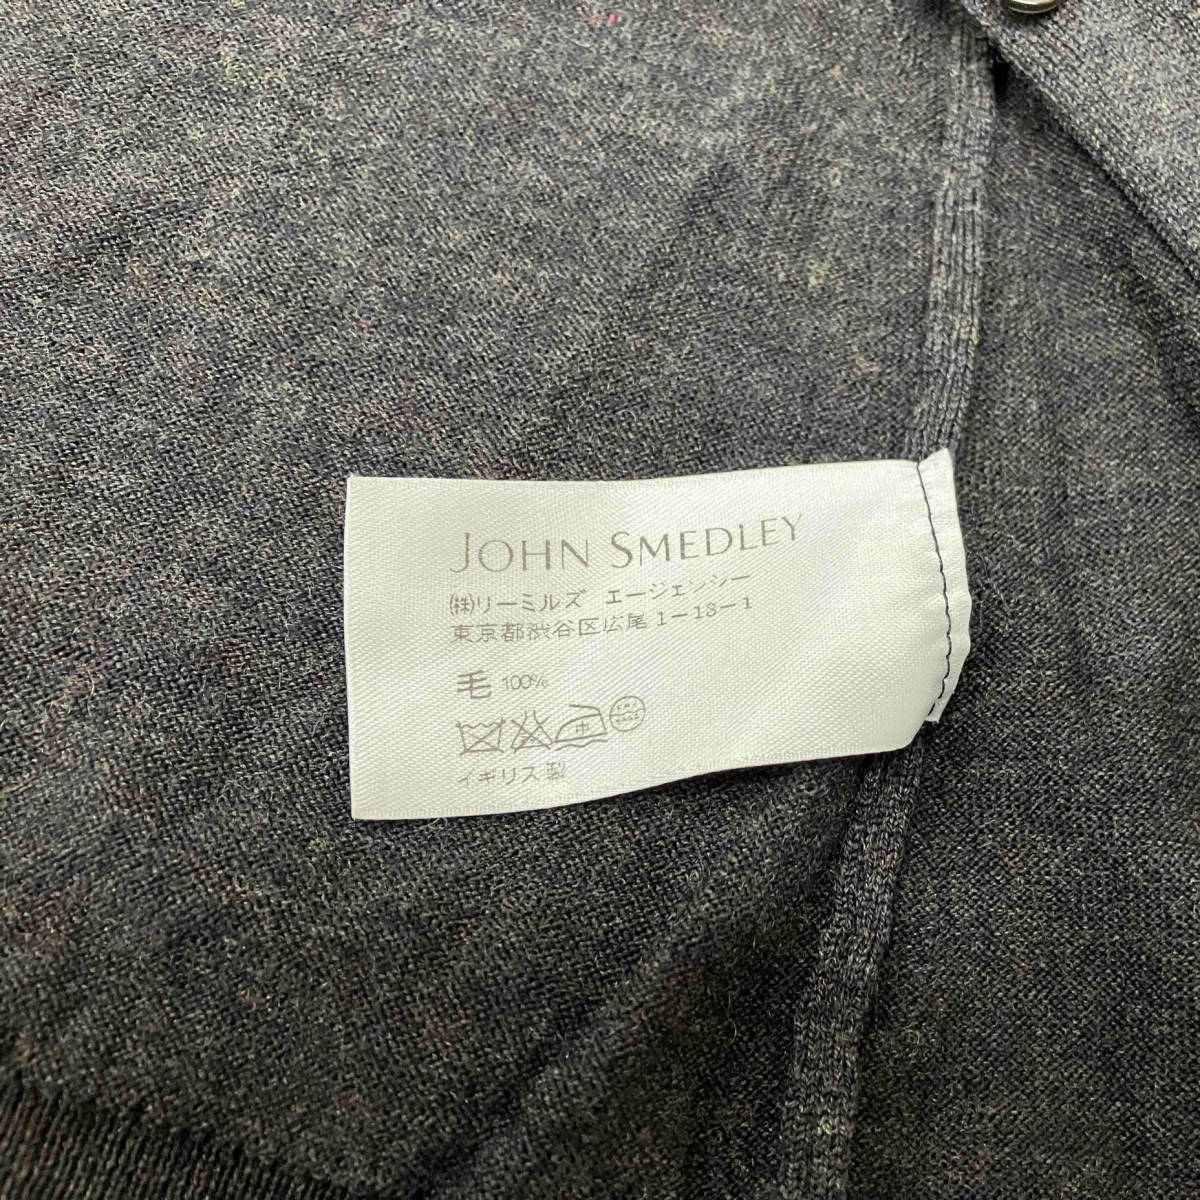 JOHN SMEDLEY
㈱リーミルズ エージェンシー
東京都渋谷区広尾1-13-1
毛 100%
中
イギリス製